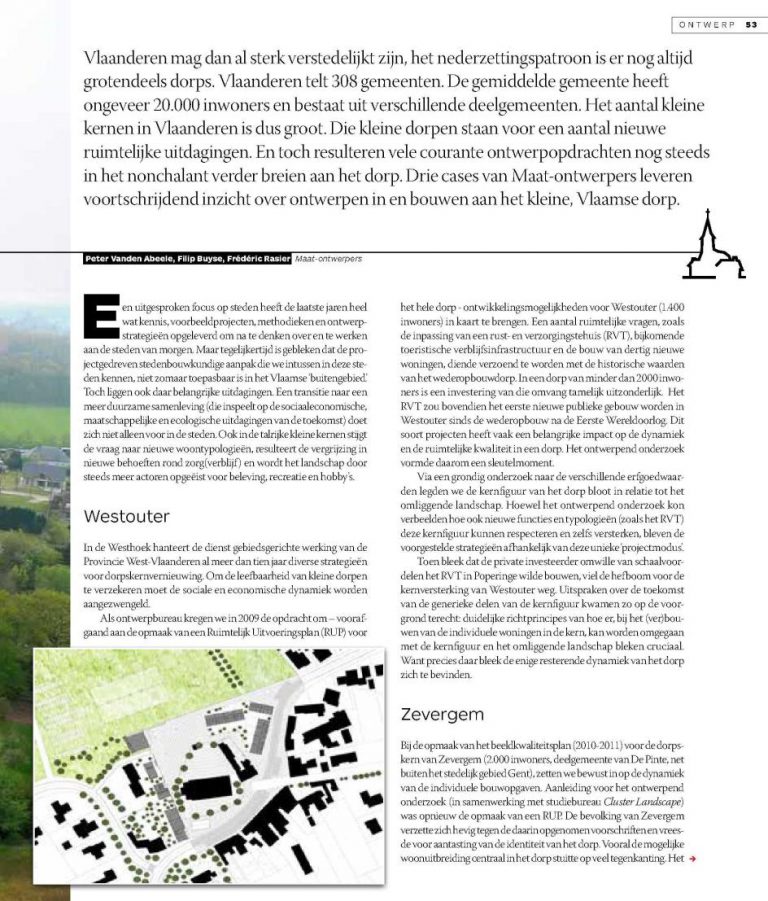 ONTWERP 53
Vlaanderen mag dan al sterk verstedelijkt zijn, het nederzettingspatroon is er nog altijd
grotendeels dorps. Vlaanderen telt 308 gemeenten. De gemiddelde gemeente heeft
ongeveer 20.000 inwoners en bestaat uit verschillende deelgemeenten. Het aantal kleine
kernen in Vlaanderen is dus groot. Die kleine dorpen staan voor een aantal nieuwe
ruimtelijke uitdagingen. En toch resulteren vele courante ontwerpopdrachten nog steeds
in het nonchalant verder breien aan het dorp. Drie cases van Maat-ontwerpers leveren
voortschrijdend inzicht over ontwerpen in en bouwen aan het kleine, Vlaamse dorp.
Peter Vanden Abeele, Filip Buyse, Frédéric Rasier Maat-ontwerpers
Een uitgesproken focus op steden heeft de laatste jaren heel
wat kennis, voorbeeldprojecten, methodieken en ontwerp-
strategieën opgeleverd om na te denken over en te werken
aan de steden van morgen. Maar tegelijkertijd is gebleken dat de pro-
jectgedreven stedenbouwkundige aanpak die we intussen in deze ste-
den kennen, niet zomaar toepasbaar is in het Vlaamse 'buitengebied.'
Toch liggen ook daar belangrijke uitdagingen. Een transitie naar een
meer duurzame samenleving (die inspeelt op de sociaaleconomische,
maatschappelijke en ecologische uitdagingen van de toekomst) doet
zich niet alleen voor in de steden. Ook in de talrijke kleine kernen stijgt
de vraag naar nieuwe woontypologieën, resulteert de vergrijzing in
nieuwe behoeften rond zorg(verblijf) en wordt het landschap door
steeds meer actoren opgeëist voor beleving, recreatie en hobby's.
Westouter
In de Westhoek hanteert de dienst gebiedsgerichte werking van de
Provincie West-Vlaanderen al meer dan tien jaar diverse strategieën
voor dorpskernvernieuwing. Om de leefbaarheid van kleine dorpen
te verzekeren moet de sociale en economische dynamiek worden
aangezwengeld.
Als ontwerpbureau kregen we in 2009 de opdracht om – vooraf-
gaand aan de opmaak van een Ruimtelijk Uitvoeringsplan (RUP) voor
het hele dorp - ontwikkelingsmogelijkheden voor Westouter (1.400
inwoners) in kaart te brengen. Een aantal ruimtelijke vragen, zoals
de inpassing van een rust- en verzorgingstehuis (RVT), bijkomende
toeristische verblijfsinfrastructuur en de bouw van dertig nieuwe
woningen, diende verzoend te worden met de historische waarden
van het wederopbouwdorp. In een dorp van minder dan 2000 inwo-
ners is een investering van die omvang tamelijk uitzonderlijk. Het
RVT zou bovendien het eerste nieuwe publieke gebouw worden in
Westouter sinds de wederopbouw na de Eerste Wereldoorlog. Dit
soort projecten heeft vaak een belangrijke impact op de dynamiek
en de ruimtelijke kwaliteit in een dorp. Het ontwerpend onderzoek
vormde daarom een sleutelmoment.
Via een grondig onderzoek naar de verschillende erfgoedwaar-
den legden we de kernfiguur van het dorp bloot in relatie tot het
omliggende landschap. Hoewel het ontwerpend onderzoek kon
verbeelden hoe ook nieuwe functies en typologieën (zoals het RVT)
deze kernfiguur kunnen respecteren en zelfs versterken, bleven de
voorgestelde strategieën afhankelijk van deze unieke 'projectmodus.'
Toen bleek dat de private investeerder omwille van schaalvoor-
delen het RVT in Poperinge wilde bouwen, viel de hefboom voor de
kernversterking van Westouter weg. Uitspraken over de toekomst
van de generieke delen van de kernfiguur kwamen zo op de voor-
grond terecht: duidelijke richtprincipes van hoe er, bij het (ver)bou-
wen van de individuele woningen in de kern, kan worden omgegaan
met de kernfiguur en het omliggende landschap bleken cruciaal.
Want precies daar bleek de enige resterende dynamiek van het dorp
zich te bevinden.
Zevergem
Bij de opmaak van het beeldkwaliteitsplan (2010-2011) voor de dorps-
kern van Zevergem (2.000 inwoners, deelgemeente van De Pinte, net
buiten het stedelijk gebied Gent), zetten we bewust in op de dynamiek
van de individuele bouwopgaven. Aanleiding voor het ontwerpend
onderzoek (in samenwerking met studiebureau Cluster Landscape)
was opnieuw de opmaak van een RUP. De bevolking van Zevergem
verzette zich hevig tegen de daarin opgenomen voorschriften en vrees-
de voor aantasting van de identiteit van het dorp. Vooral de mogelijke
woonuitbreiding centraal in het dorp stuitte op veel tegenkanting. Het →